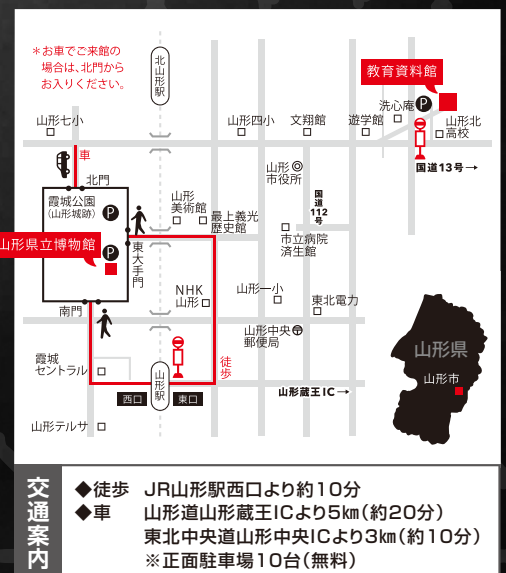 ＊お車でご来館の
場合は、北門から
お入りください。
北山形駅
教育資料館
洗心庵
P
山形北
高校
山形七小
山形四小
文翔館
遊学館
国道13号→
車
北門
山形
市役所
国道
112
号
霞城公園
(山形城跡)
P
山形
美術館
最上義光
歴史館
市立病院
済生館
山形県立博物館
P
東大手門
NHK
山形
山形一小
東北電力
南門
山形中央
郵便局
山形県
山形市
霞城
セントラル
徒歩
山形駅
西口
東口
山形蔵王IC→
山形テルサ
交通案内
◆徒歩 JR山形駅西口より約10分
◆車 山形道山形蔵王ICより5㎞(約20分)
東北中央道山形中央ICより3㎞(約10分)
※正面駐車場10台(無料)